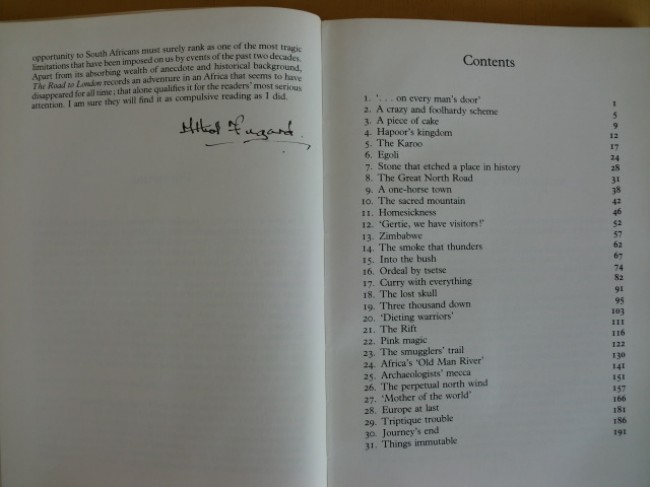 opportunity to South Africans must surely rank as one of the most tragic
limitations that have been imposed on us by events of the past two decades.
Apart from its absorbing wealth of anecdote and historical background,
The Road to London records an adventure in an Africa that seems to have
disappeared for all time; that alone qualifies it for the readers' most serious
attention. I am sure they will find it as compulsive reading as I did.
Athol Fugard.
Contents
1. '. . . on every man's door' 1
2. A crazy and foolhardy scheme 5
3. A piece of cake 9
4. Hapoor's kingdom 12
5. The Karoo 17
6. Egoli 24
7. Stone that etched a place in history 28
8. The Great North Road 31
9. A one-horse town 38
10. The sacred mountain 42
11. Homesickness 46
12. 'Gertie, we have visitors!' 52
13. Zimbabwe 57
14. The smoke that thunders 62
15. Into the bush 67
16. Ordeal by tsetse 74
17. Curry with everything 82
18. The lost skull 91
19. Three thousand down 95
20. 'Dieting warriors' 103
21. The Rift 111
22. Pink magic 116
23. The smugglers' trail 122
24. Africa's 'Old Man River' 130
25. Archaeologists' mecca 141
26. The perpetual north wind 151
27. 'Mother of the world' 157
28. Europe at last 166
29. Triptique trouble 181
30. Journey's end 186
31. Things immutable 191